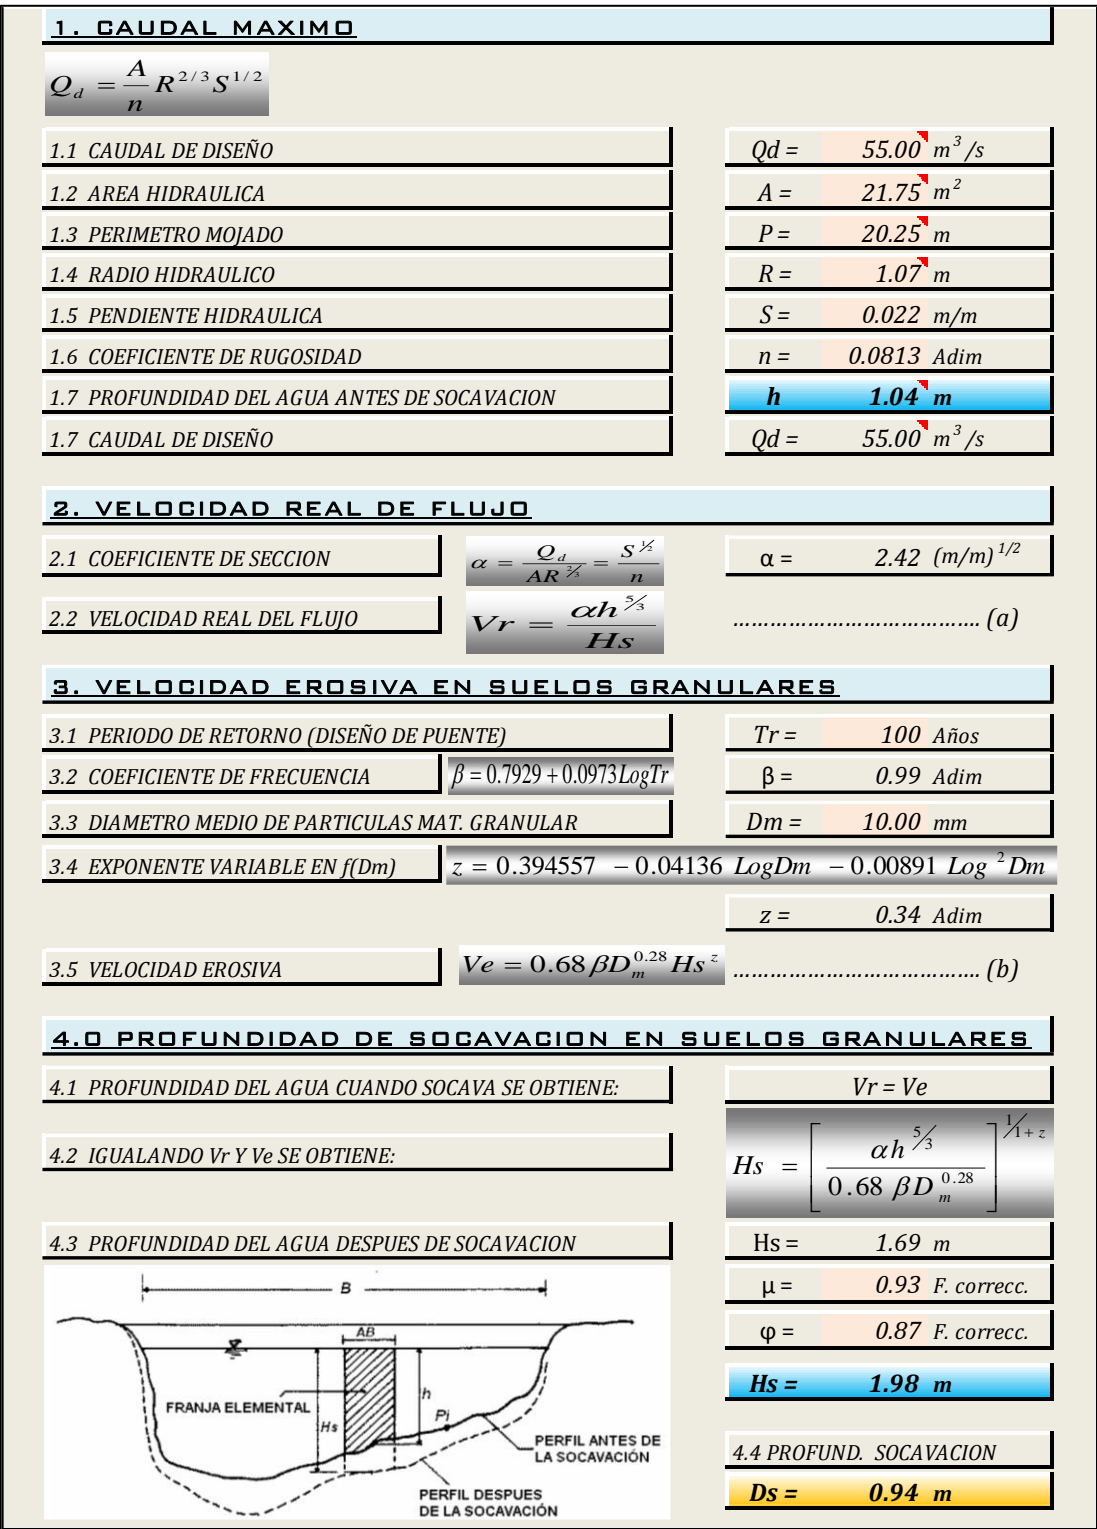 1. CAUDAL MAXIMO
Q_d = A/n R^2/3 S^1/2
1.1 CAUDAL DE DISEÑO Qd = 55.00 m³/s
1.2 AREA HIDRAULICA A = 21.75 m²
1.3 PERIMETRO MOJADO P = 20.25 m
1.4 RADIO HIDRAULICO R = 1.07 m
1.5 PENDIENTE HIDRAULICA S = 0.022 m/m
1.6 COEFICIENTE DE RUGOSIDAD n = 0.0813 Adim
1.7 PROFUNDIDAD DEL AGUA ANTES DE SOCAVACION h 1.04 m
1.7 CAUDAL DE DISEÑO Qd = 55.00 m³/s
2. VELOCIDAD REAL DE FLUJO
2.1 COEFICIENTE DE SECCION α = Q_d/AR^⅔ = S^½/n α = 2.42 (m/m)^1/2
2.2 VELOCIDAD REAL DEL FLUJO Vr = αh^5/3 / Hs ...................................... (a)
3. VELOCIDAD EROSIVA EN SUELOS GRANULARES
3.1 PERIODO DE RETORNO (DISEÑO DE PUENTE) Tr = 100 Años
3.2 COEFICIENTE DE FRECUENCIA β = 0.7929 + 0.0973LogTr β = 0.99 Adim
3.3 DIAMETRO MEDIO DE PARTICULAS MAT. GRANULAR Dm = 10.00 mm
3.4 EXPONENTE VARIABLE EN f(Dm) z = 0.394557 − 0.04136 LogDm − 0.00891 Log²Dm
z = 0.34 Adim
3.5 VELOCIDAD EROSIVA Ve = 0.68 βD_m^0.28 Hs^z ...................................... (b)
4.0 PROFUNDIDAD DE SOCAVACION EN SUELOS GRANULARES
4.1 PROFUNDIDAD DEL AGUA CUANDO SOCAVA SE OBTIENE: Vr = Ve
4.2 IGUALANDO Vr Y Ve SE OBTIENE: Hs = [αh^5/3 / 0.68 βD_m^0.28]^1/1+z
4.3 PROFUNDIDAD DEL AGUA DESPUES DE SOCAVACION Hs = 1.69 m
μ = 0.93 F. correcc.
φ = 0.87 F. correcc.
Hs = 1.98 m
4.4 PROFUND. SOCAVACION
Ds = 0.94 m
B
AB
FRANJA ELEMENTAL
h
Hs
Pi
PERFIL ANTES DE
LA SOCAVACIÓN
PERFIL DESPUES
DE LA SOCAVACIÓN